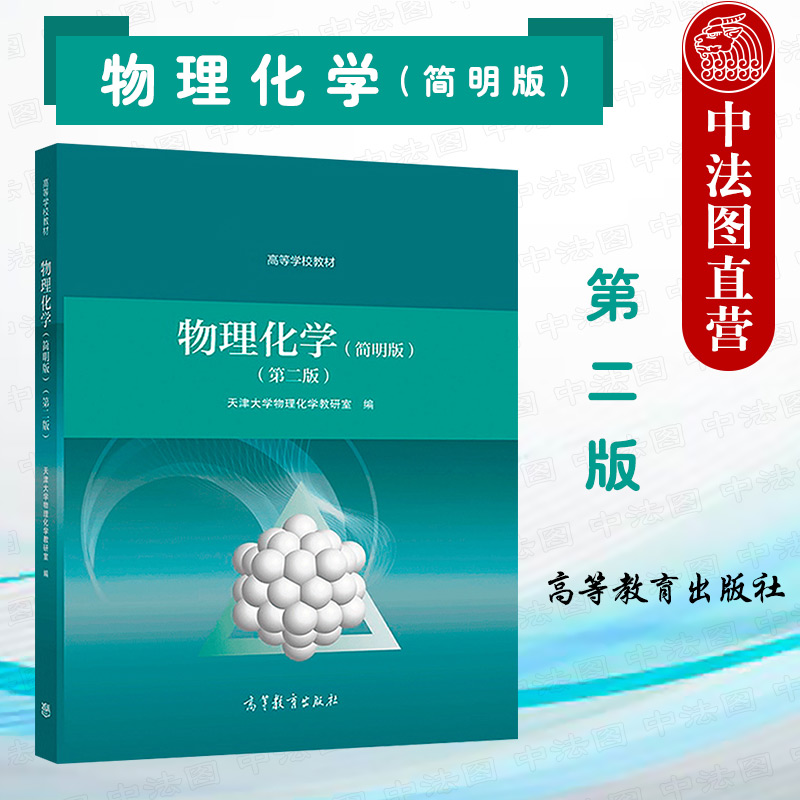 物理化学(简明版)
中法图直营
第二版
高等教育出版社
高等学校教材
物理化学(简明版)
(第二版)
天津大学物理化学教研室 编
高等教育出版社
高等学校教材
物理化学(简明版)(第二版)
天津大学物理化学教研室 编
中法图